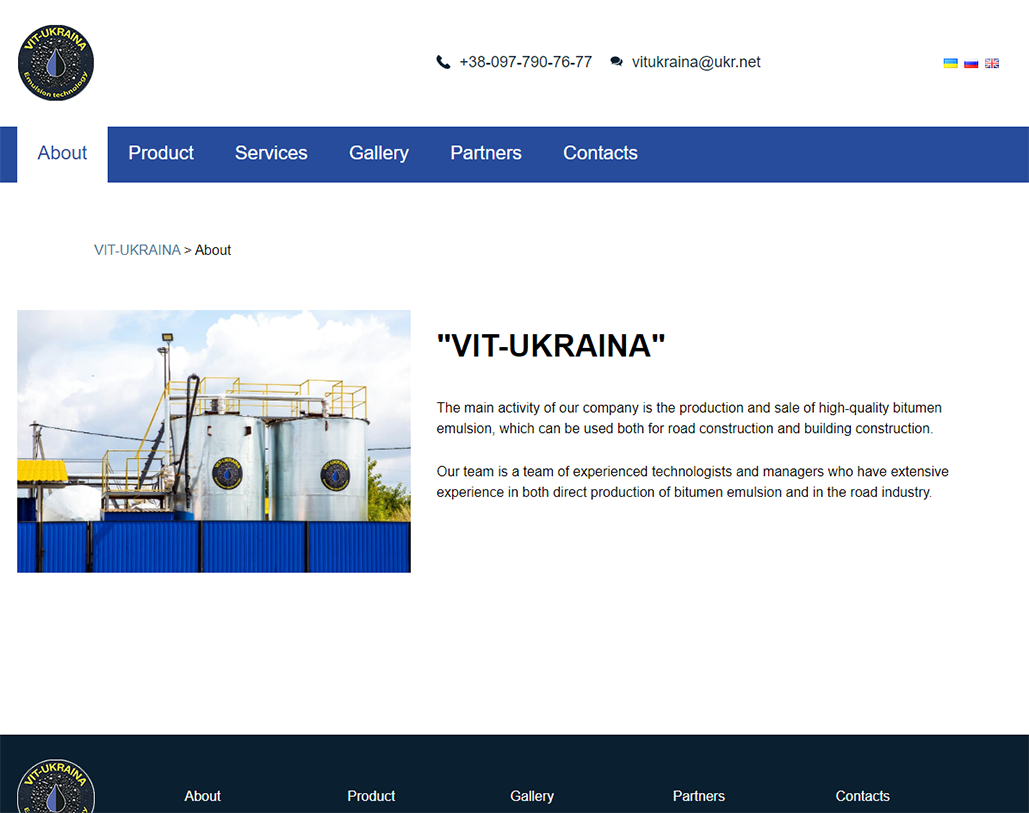 VIT-UKRAINA
Emulsion technology
+38-097-790-76-77 vitukraina@ukr.net
About Product Services Gallery Partners Contacts
VIT-UKRAINA > About
"VIT-UKRAINA"
The main activity of our company is the production and sale of high-quality bitumen
emulsion, which can be used both for road construction and building construction.
Our team is a team of experienced technologists and managers who have extensive
experience in both direct production of bitumen emulsion and in the road industry.
VIT-UKRAINA
VIT-UKRAINA
VIT-UKRAINA
About Product Gallery Partners Contacts